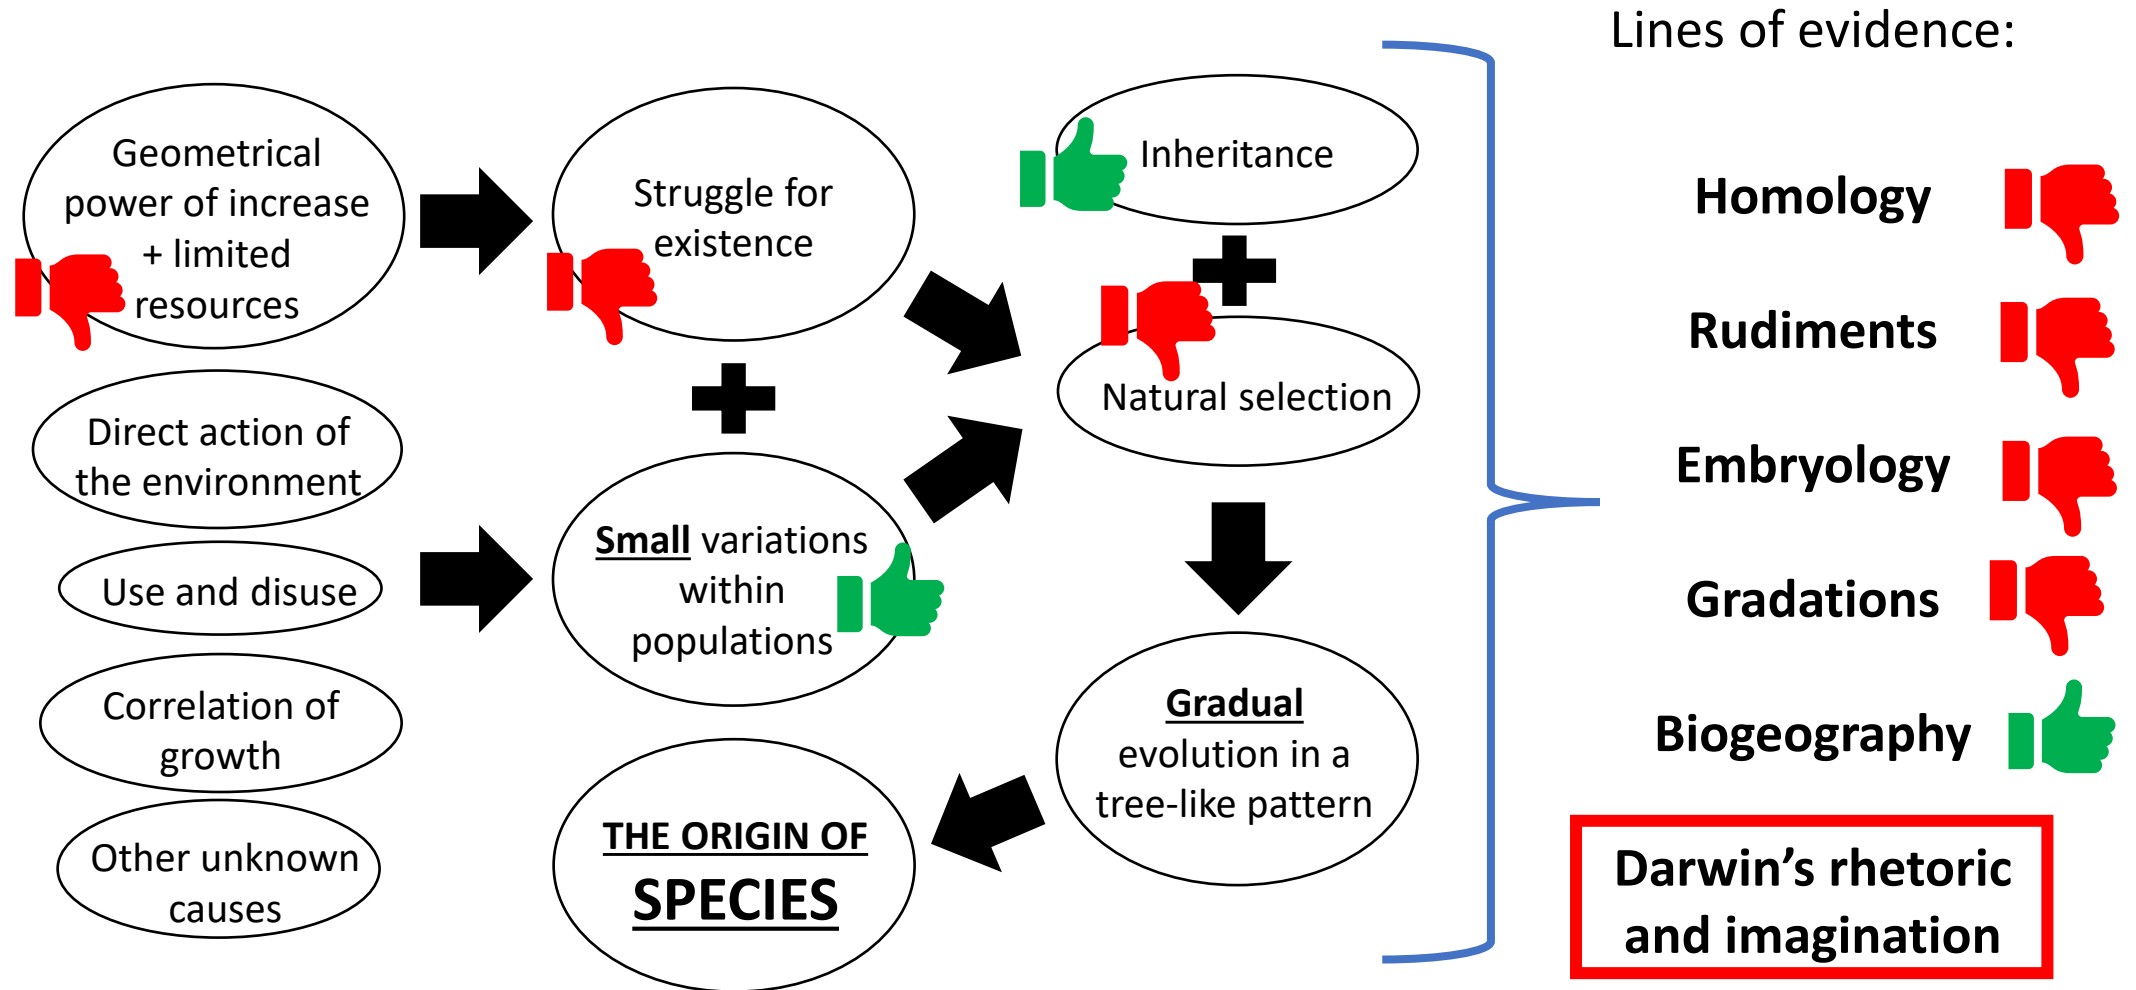 Lines of evidence:
Geometrical
power of increase
+ limited
resources
Direct action of
the environment
Use and disuse
Correlation of
growth
Other unknown
causes
Struggle for
existence
Small variations
within
populations
THE ORIGIN OF
SPECIES
Inheritance
Natural selection
Gradual
evolution in a
tree-like pattern
Homology
Rudiments
Embryology
Gradations
Biogeography
Darwin’s rhetoric
and imagination